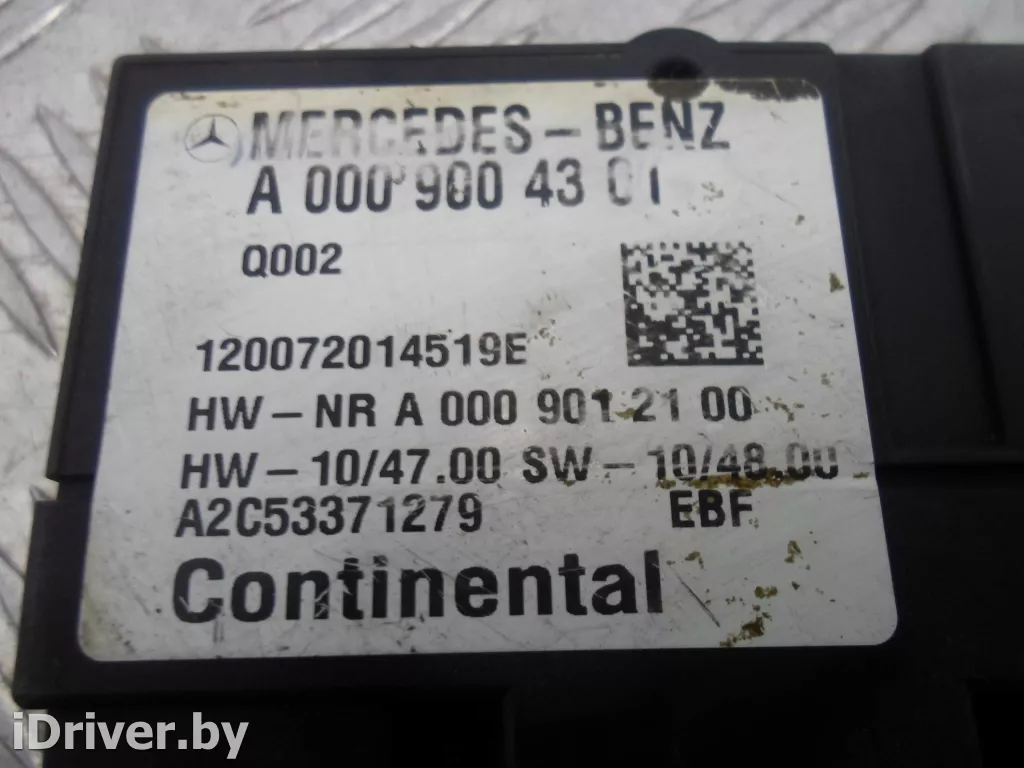 MERCEDES-BENZ
A 000 900 43 01
Q002
120072014519E
HW-NR A 000 901 21 00
HW-10/47.00 SW-10/48.00
A2C53371279 EBF
Continental
iDriver.by